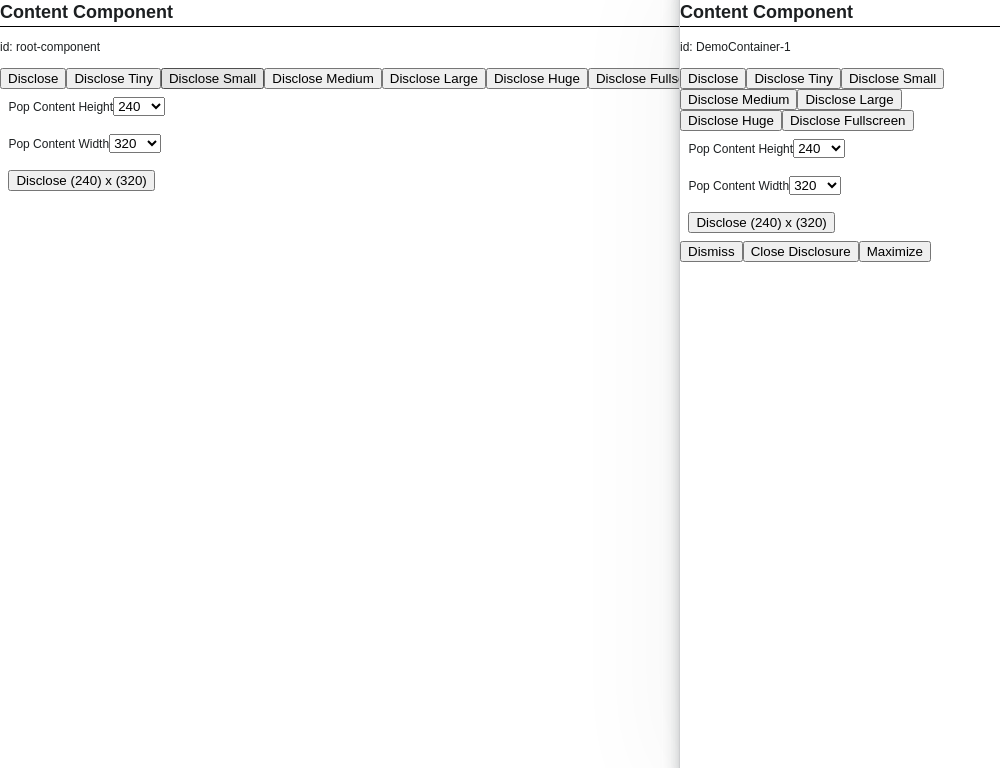 Content Component
id: root-component
Disclose Disclose Tiny Disclose Small Disclose Medium Disclose Large Disclose Huge Disclose Fulls
Pop Content Height 240
Pop Content Width 320
Disclose (240) x (320)
Content Component
id: DemoContainer-1
Disclose Disclose Tiny Disclose Small
Disclose Medium Disclose Large
Disclose Huge Disclose Fullscreen
Pop Content Height 240
Pop Content Width 320
Disclose (240) x (320)
Dismiss Close Disclosure Maximize